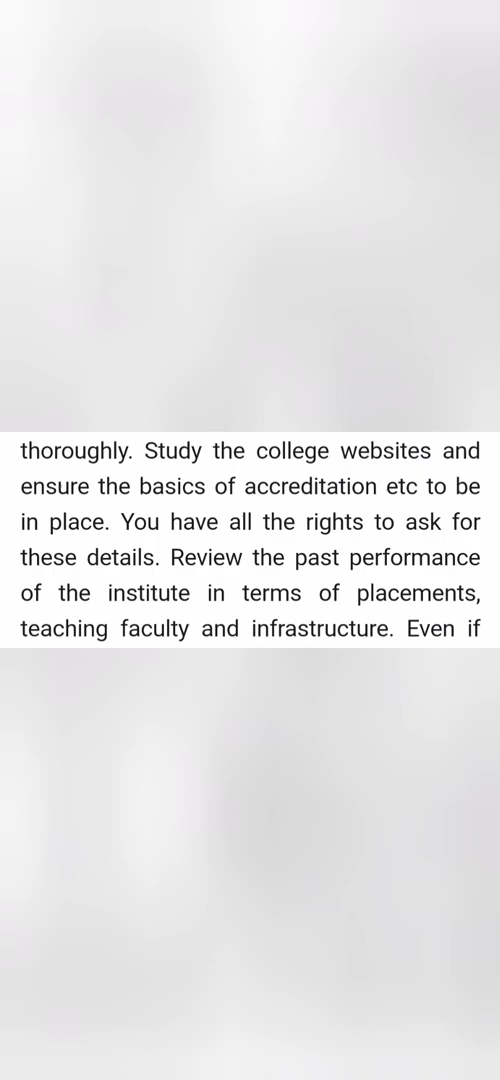 thoroughly. Study the college websites and
ensure the basics of accreditation etc to be
in place. You have all the rights to ask for
these details. Review the past performance
of the institute in terms of placements,
teaching faculty and infrastructure. Even if